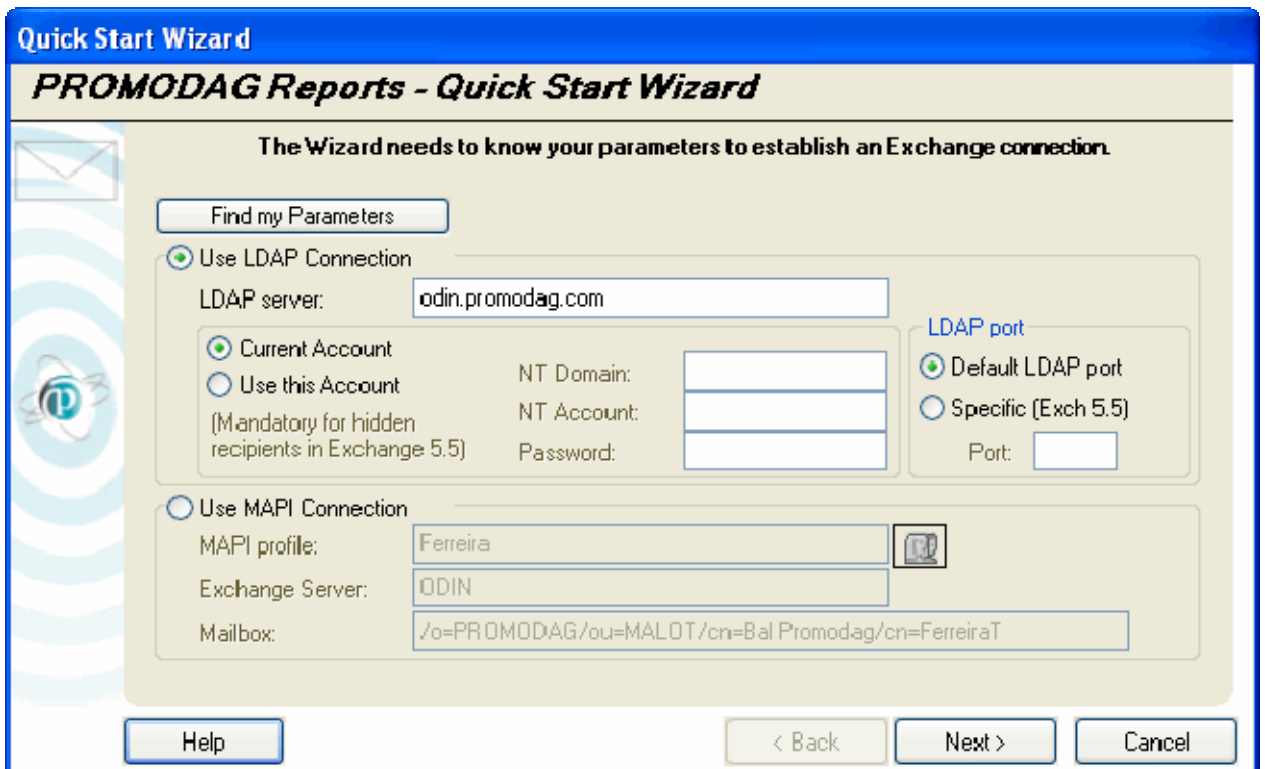 Quick Start Wizard
PROMODAG Reports - Quick Start Wizard
The Wizard needs to know your parameters to establish an Exchange connection.
Find my Parameters
Use LDAP Connection
LDAP server: odin.promodag.com
Current Account
Use this Account
(Mandatory for hidden
recipients in Exchange 5.5)
NT Domain:
NT Account:
Password:
LDAP port
Default LDAP port
Specific (Exch 5.5)
Port:
Use MAPI Connection
MAPI profile: Ferreira
Exchange Server: ODIN
Mailbox: /o=PROMODAG/ou=MALOT/cn=Bal Promodag/cn=FerreiraT
Help < Back Next > Cancel